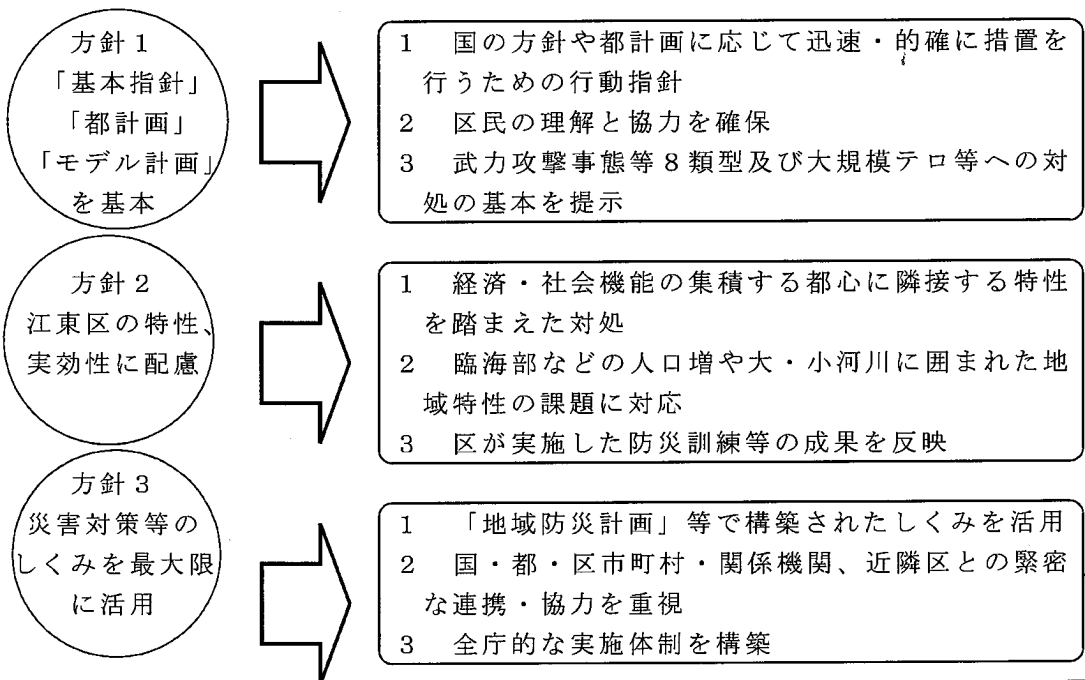 方針1
「基本指針」
「都計画」
「モデル計画」
を基本
1 国の方針や都計画に応じて迅速・的確に措置を
行うための行動指針
2 区民の理解と協力を確保
3 武力攻撃事態等8類型及び大規模テロ等への対
処の基本を提示
方針2
江東区の特性、
実効性に配慮
1 経済・社会機能の集積する都心に隣接する特性
を踏まえた対処
2 臨海部などの人口増や大・小河川に囲まれた地
域特性の課題に対応
3 区が実施した防災訓練等の成果を反映
方針3
災害対策等の
しくみを最大限
に活用
1 「地域防災計画」等で構築されたしくみを活用
2 国・都・区市町村・関係機関、近隣区との緊密
な連携・協力を重視
3 全庁的な実施体制を構築